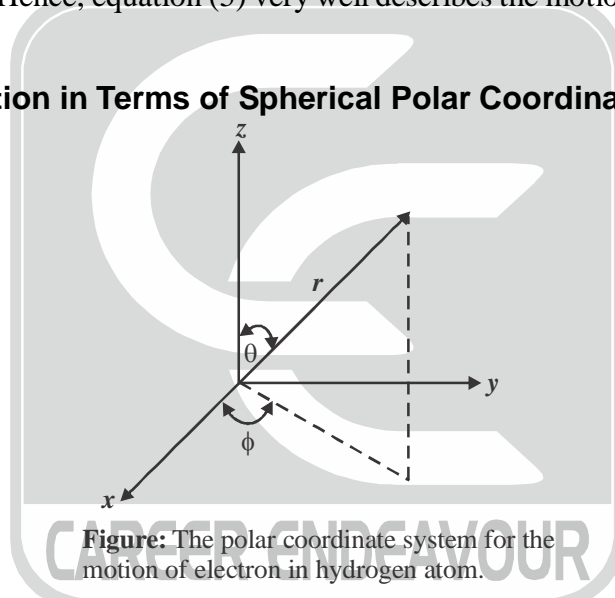 Hence, equation (5) very well describes the motio
tion in Terms of Spherical Polar Coordina
z
r
θ
y
ϕ
x
Figure: The polar coordinate system for the
motion of electron in hydrogen atom.
CAREER ENDEAVOUR